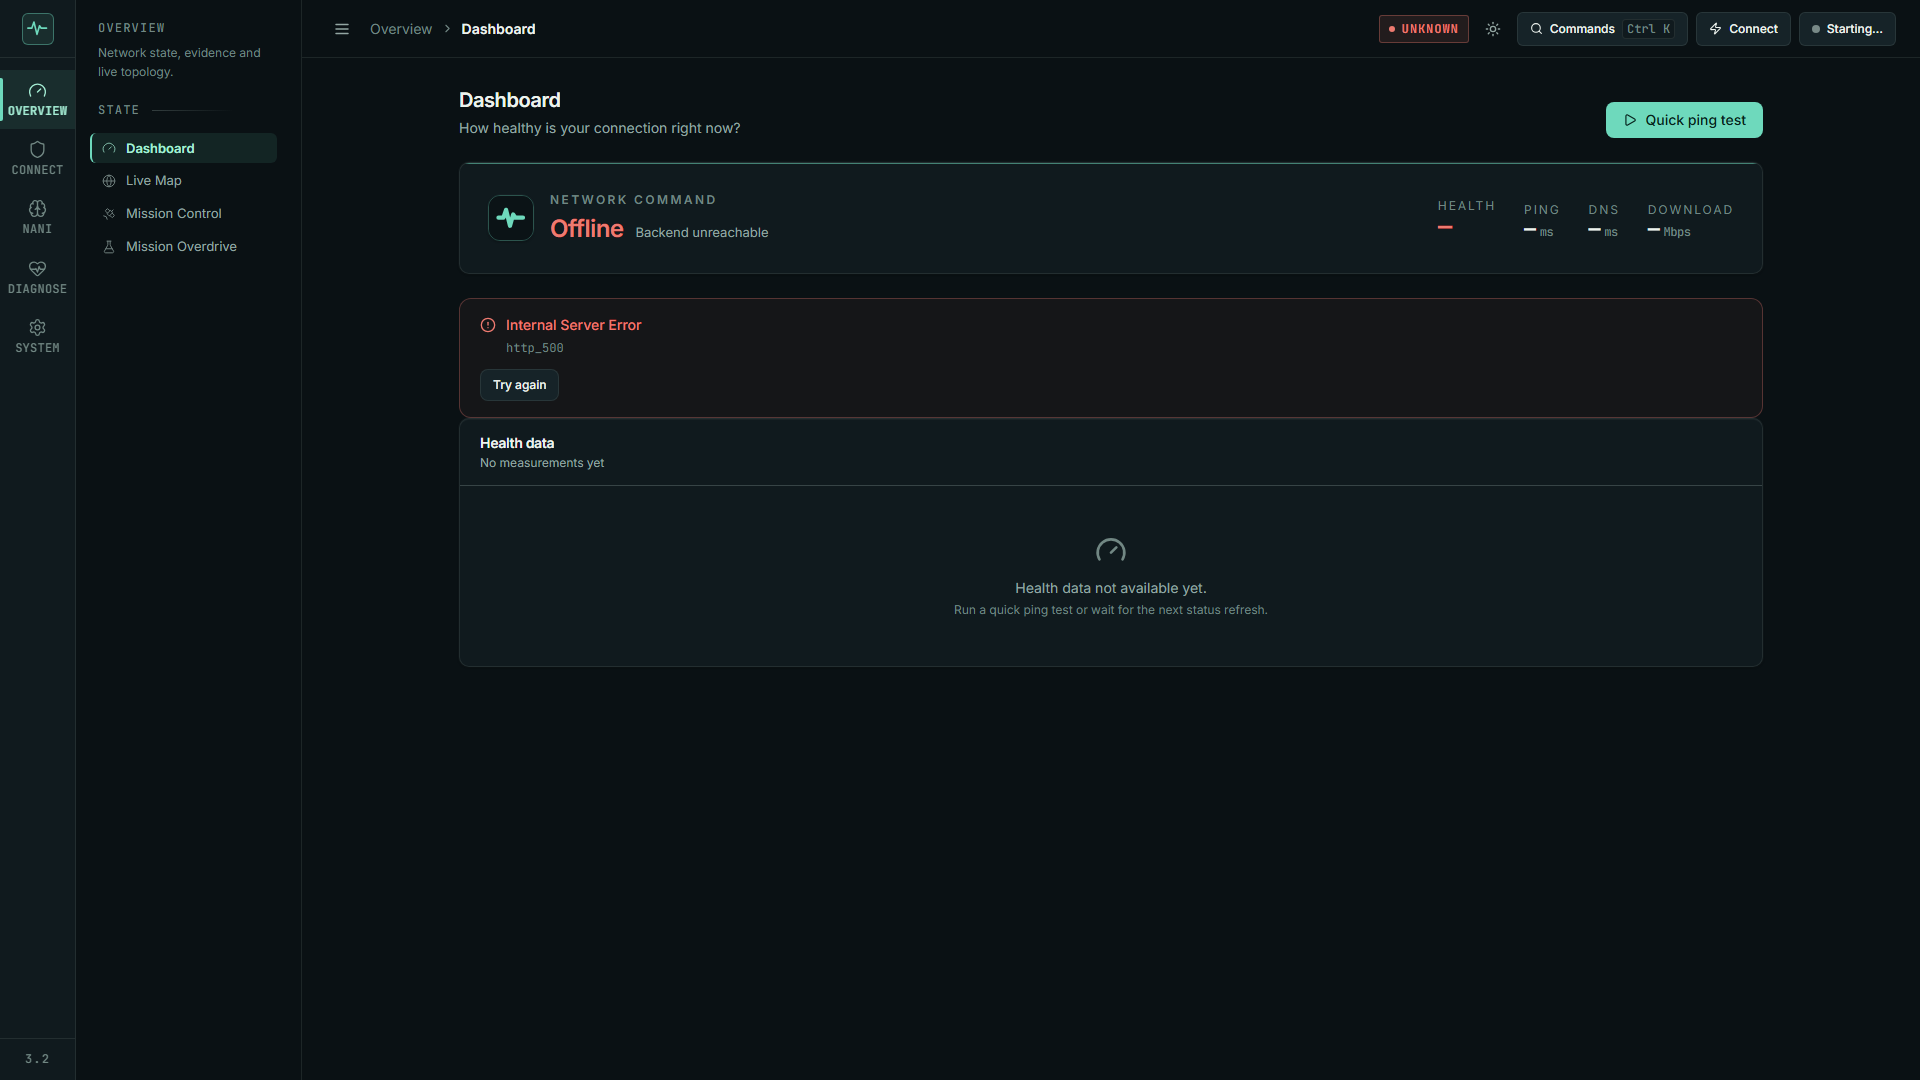 OVERVIEW
CONNECT
NANI
DIAGNOSE
SYSTEM
3.2
OVERVIEW
Network state, evidence and
live topology.
STATE
Dashboard
Live Map
Mission Control
Mission Overdrive
Overview > Dashboard
UNKNOWN
Commands Ctrl K
Connect
Starting...
Dashboard
How healthy is your connection right now?
Quick ping test
NETWORK COMMAND
Offline Backend unreachable
HEALTH
—
PING
— ms
DNS
— ms
DOWNLOAD
— Mbps
Internal Server Error
http_500
Try again
Health data
No measurements yet
Health data not available yet.
Run a quick ping test or wait for the next status refresh.